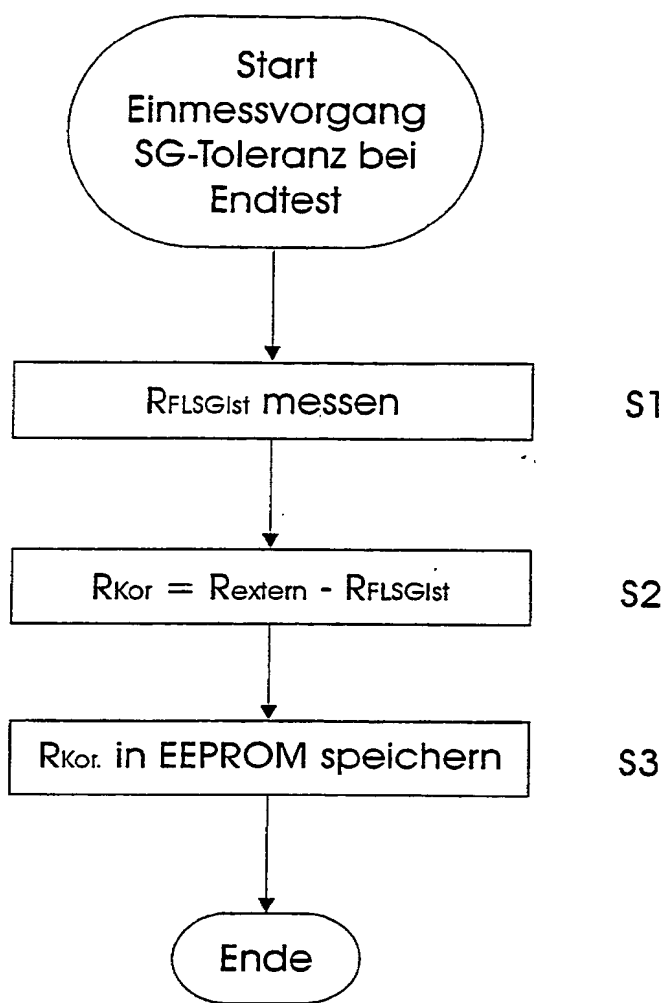 Start
Einmessvorgang
SG-Toleranz bei
Endtest
RFLSGIst messen
S1
RKor = Rextern - RFLSGIst
S2
RKor. in EEPROM speichern
S3
Ende